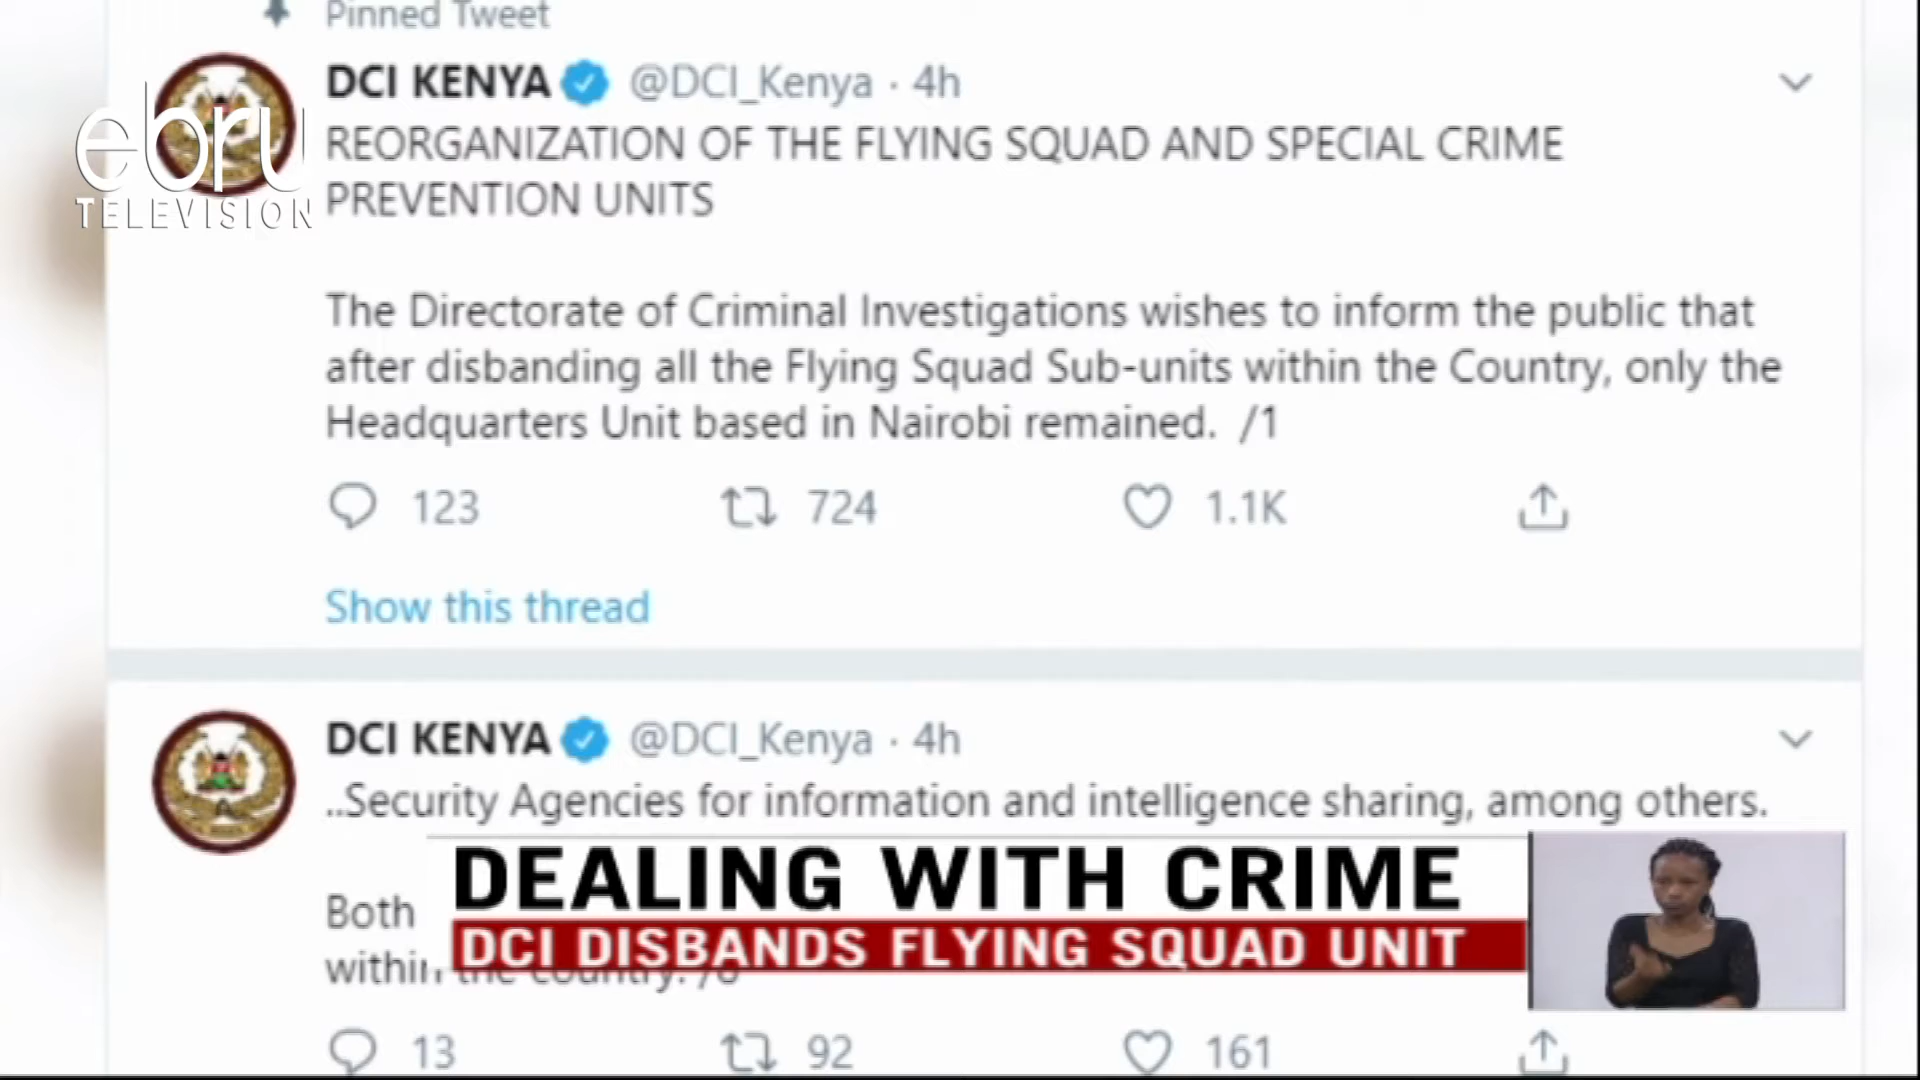 Pinned Tweet
DCI KENYA @DCI_Kenya · 4h
REORGANIZATION OF THE FLYING SQUAD AND SPECIAL CRIME
PREVENTION UNITS
ebru
TELEVISION
The Directorate of Criminal Investigations wishes to inform the public that
after disbanding all the Flying Squad Sub-units within the Country, only the
Headquarters Unit based in Nairobi remained. /1
123 724 1.1K
Show this thread
DCI KENYA @DCI_Kenya · 4h
..Security Agencies for information and intelligence sharing, among others.
DEALING WITH CRIME
Both
DCI DISBANDS FLYING SQUAD UNIT
within the country.
13 92 161